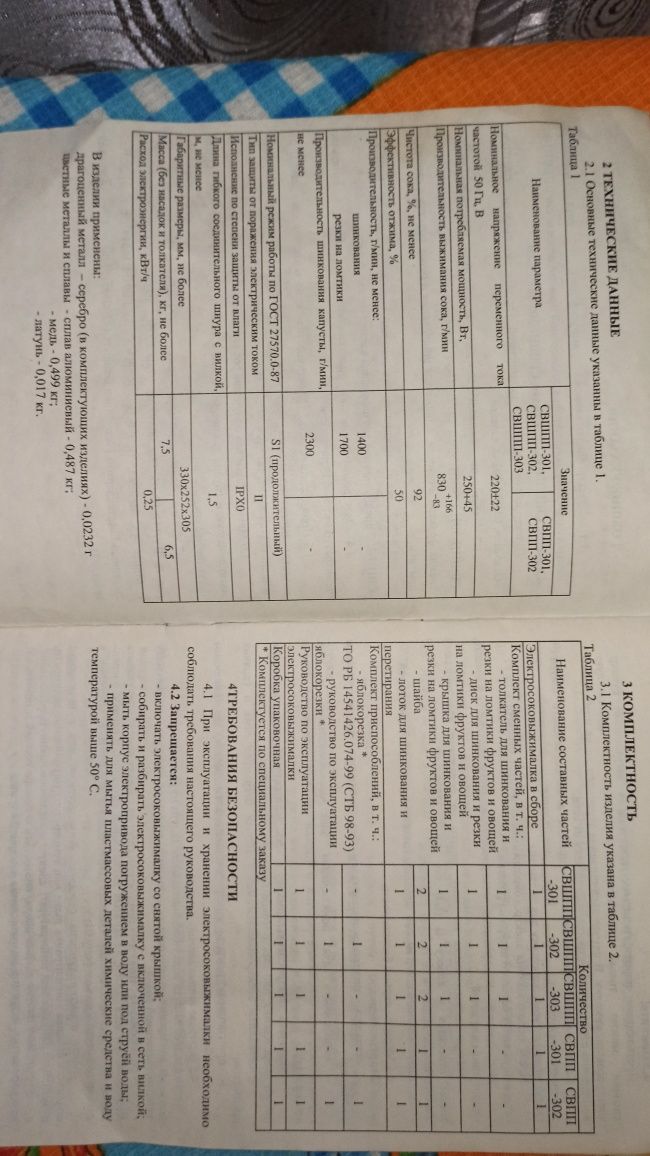 2 ТЕХНИЧЕСКИЕ ДАННЫЕ
2.1 Основные технические данные указанны в таблице 1.
Таблица 1
Наименование параметра
Значение
СВШПП-301,
СВШПП-302,
СВШПП-303
СВПП-301,
СВПП-302
Номинальное напряжение переменного тока
частотой 50 Гц, В
220±22
Номинальная потребляемая мощность, Вт,
250+45
Производительность выжимания сока, г/мин
830 +166 −83
Чистота сока, %, не менее
92
Эффективность отжима, %
50
Производительность, г/мин, не менее:
шинкования
1400 -
резки на ломтики
1700 -
Производительность шинкования капусты, г/мин,
не менее
2300 -
Номинальный режим работы по ГОСТ 27570.0-87
S1 (продолжительный)
Тип защиты от поражения электрическим током
II
Исполнение по степени защиты от влаги
IPX0
Длина гибкого соединительного шнура с вилкой,
м, не менее
1,5
Габаритные размеры, мм, не более
330х252х305
Масса (без насадок и толкателя), кг, не более
7,5 6,5
Расход электроэнергии, кВт/ч
0,25
В изделии применены:
драгоценный металл – серебро (в комплектующих изделиях) - 0,0232 г
цветные металлы и сплавы - сплав алюминиевый - 0,487 кг;
- медь - 0,499 кг;
- латунь - 0,017 кг.
3 КОМПЛЕКТНОСТЬ
3.1 Комплектность изделия указана в таблице 2.
Таблица 2
Наименование составных частей
Количество
СВШПП -301
СВШПП -302
СВШПП -303
СВПП -301
СВПП -302
Электросоковыжималка в сборе 1 1 1 1 1
Комплект сменных частей, в т. ч.:
- толкатель для шинкования и
резки на ломтики фруктов и овощей 1 1 1 - -
- диск для шинкования и резки
на ломтики фруктов и овощей 1 1 1 - -
- крышка для шинкования и
резки на ломтики фруктов и овощей 1 1 1 - -
- шайба 2 2 2 1 1
- лоток для шинкования и
перетирания 1 1 1 1 1
Комплект приспособлений, в т. ч.:
- яблокорезка *
ТО РБ 14541426.074-99 (СТБ 98-93) - 1 - - 1
- руководство по эксплуатации
яблокорезки * - 1 - - 1
Руководство по эксплуатации
электросоковыжималки 1 1 1 1 1
Коробка упаковочная 1 1 1 1 1
* Комплектуется по специальному заказу
4ТРЕБОВАНИЯ БЕЗОПАСНОСТИ
4.1 При эксплуатации и хранении электросоковыжималки необходимо
соблюдать требования настоящего руководства.
4.2 Запрещается:
- включать электросоковыжималку со снятой крышкой;
- собирать и разбирать электросоковыжималку с включенной в сеть вилкой;
- мыть корпус электропривода погружением в воду или под струёй воды;
- применять для мытья пластмассовых деталей химические средства и воду
температурой выше 50° С.